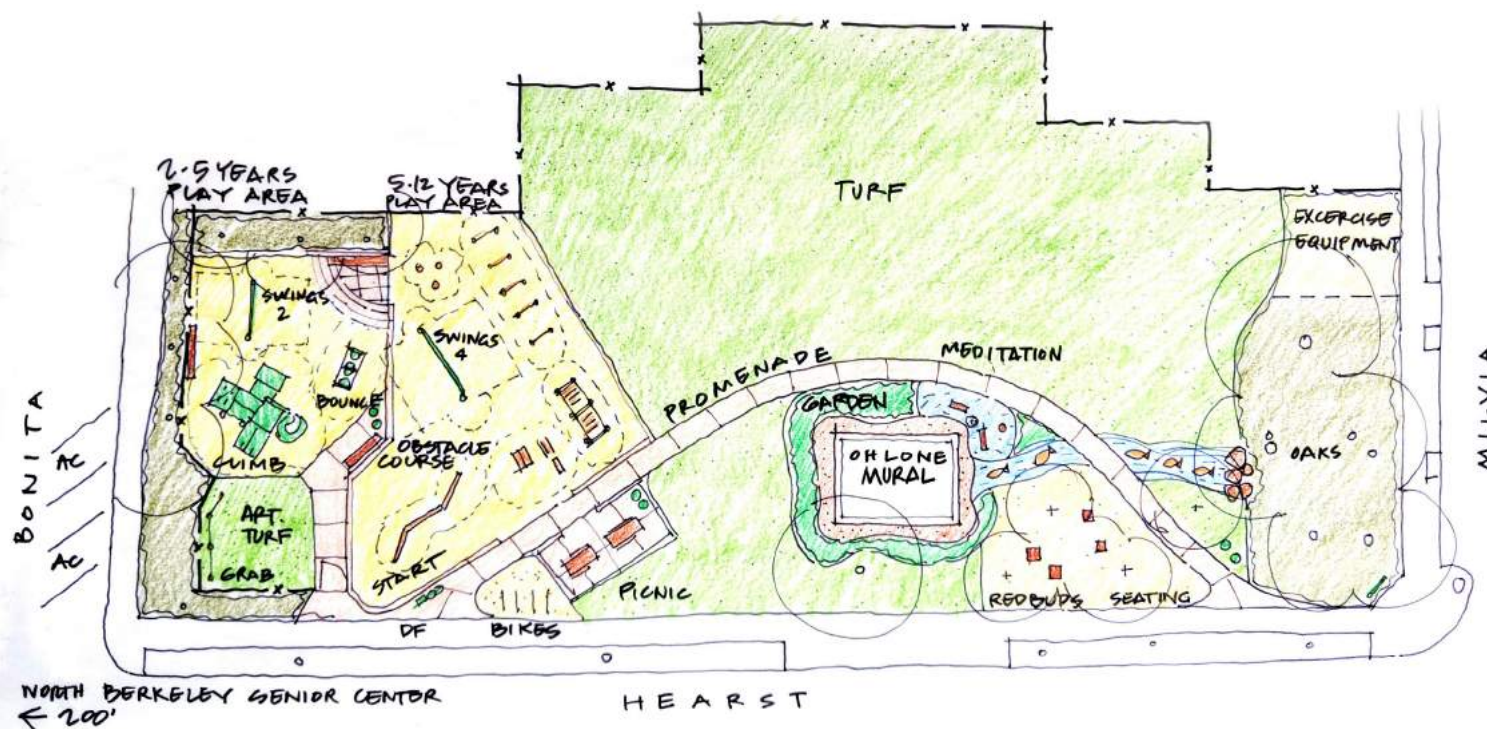 2-5 YEARS
PLAY AREA
5-12 YEARS
PLAY AREA
TURF
EXCERCISE
EQUIPMENT
SWINGS
2
SWINGS
4
BOUNCE
PROMENADE
MEDITATION
GARDEN
OHLONE
MURAL
OAKS
CLIMB
OBSTACLE
COURSE
ART.
TURF
GRAB
START
PICNIC
REDBUDS SEATING
DF
BIKES
BONITA
AC
AC
MILVIA
NORTH BERKELEY SENIOR CENTER
← 200'
HEARST